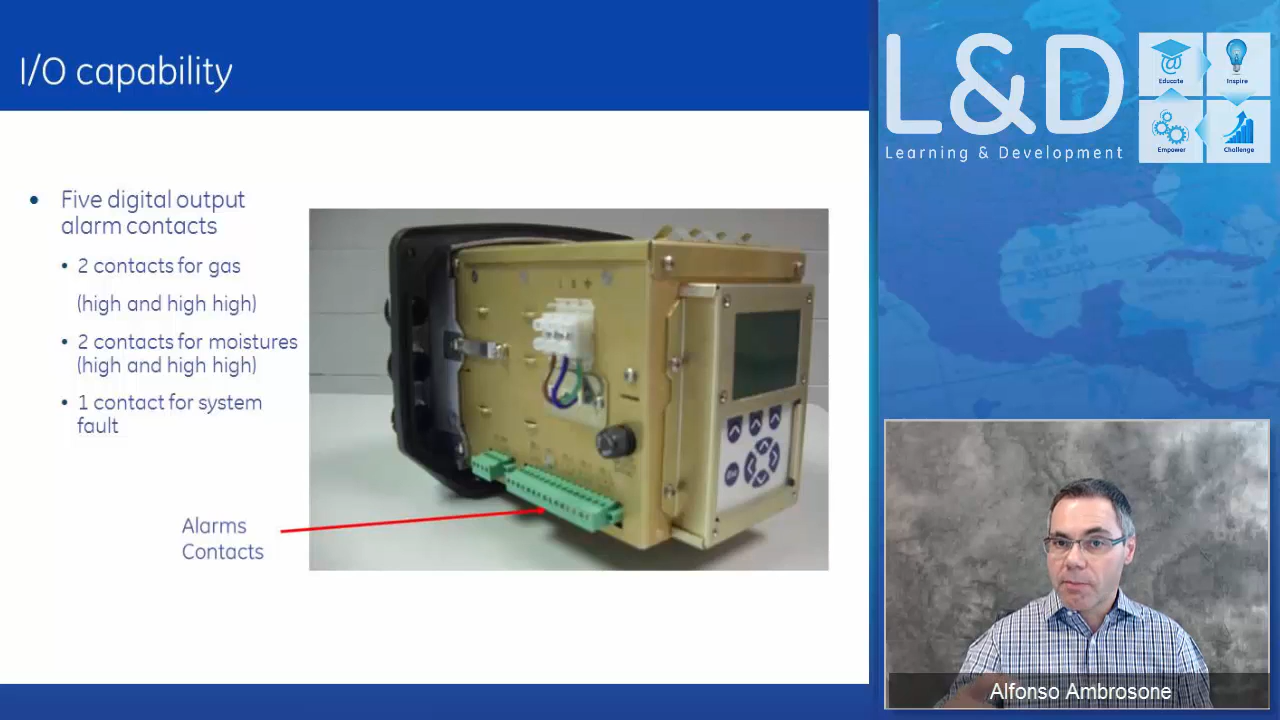 I/O capability
• Five digital output
alarm contacts
• 2 contacts for gas
(high and high high)
• 2 contacts for moistures
(high and high high)
• 1 contact for system
fault
Alarms
Contacts
L&D
Learning & Development
Educate
Inspire
Empower
Challenge
Alfonso Ambrosone